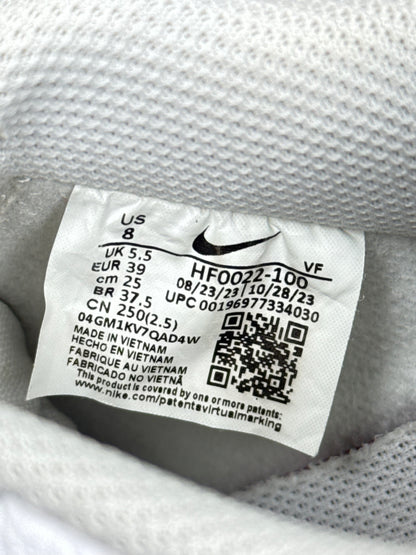 US
8
UK 5.5
EUR 39
cm 25
BR 37.5
CN 250(2.5)
HF0022-100
VF
08/23/23 | 10/28/23
UPC 00196977334030
04GM1KV7QAD4W
MADE IN VIETNAM
HECHO EN VIETNAM
FABRIQUE AU VIETNAM
FABRICADO NO VIETNÃ
This product is covered by one or more patents:
www.nike.com/patentsvirtualmarking